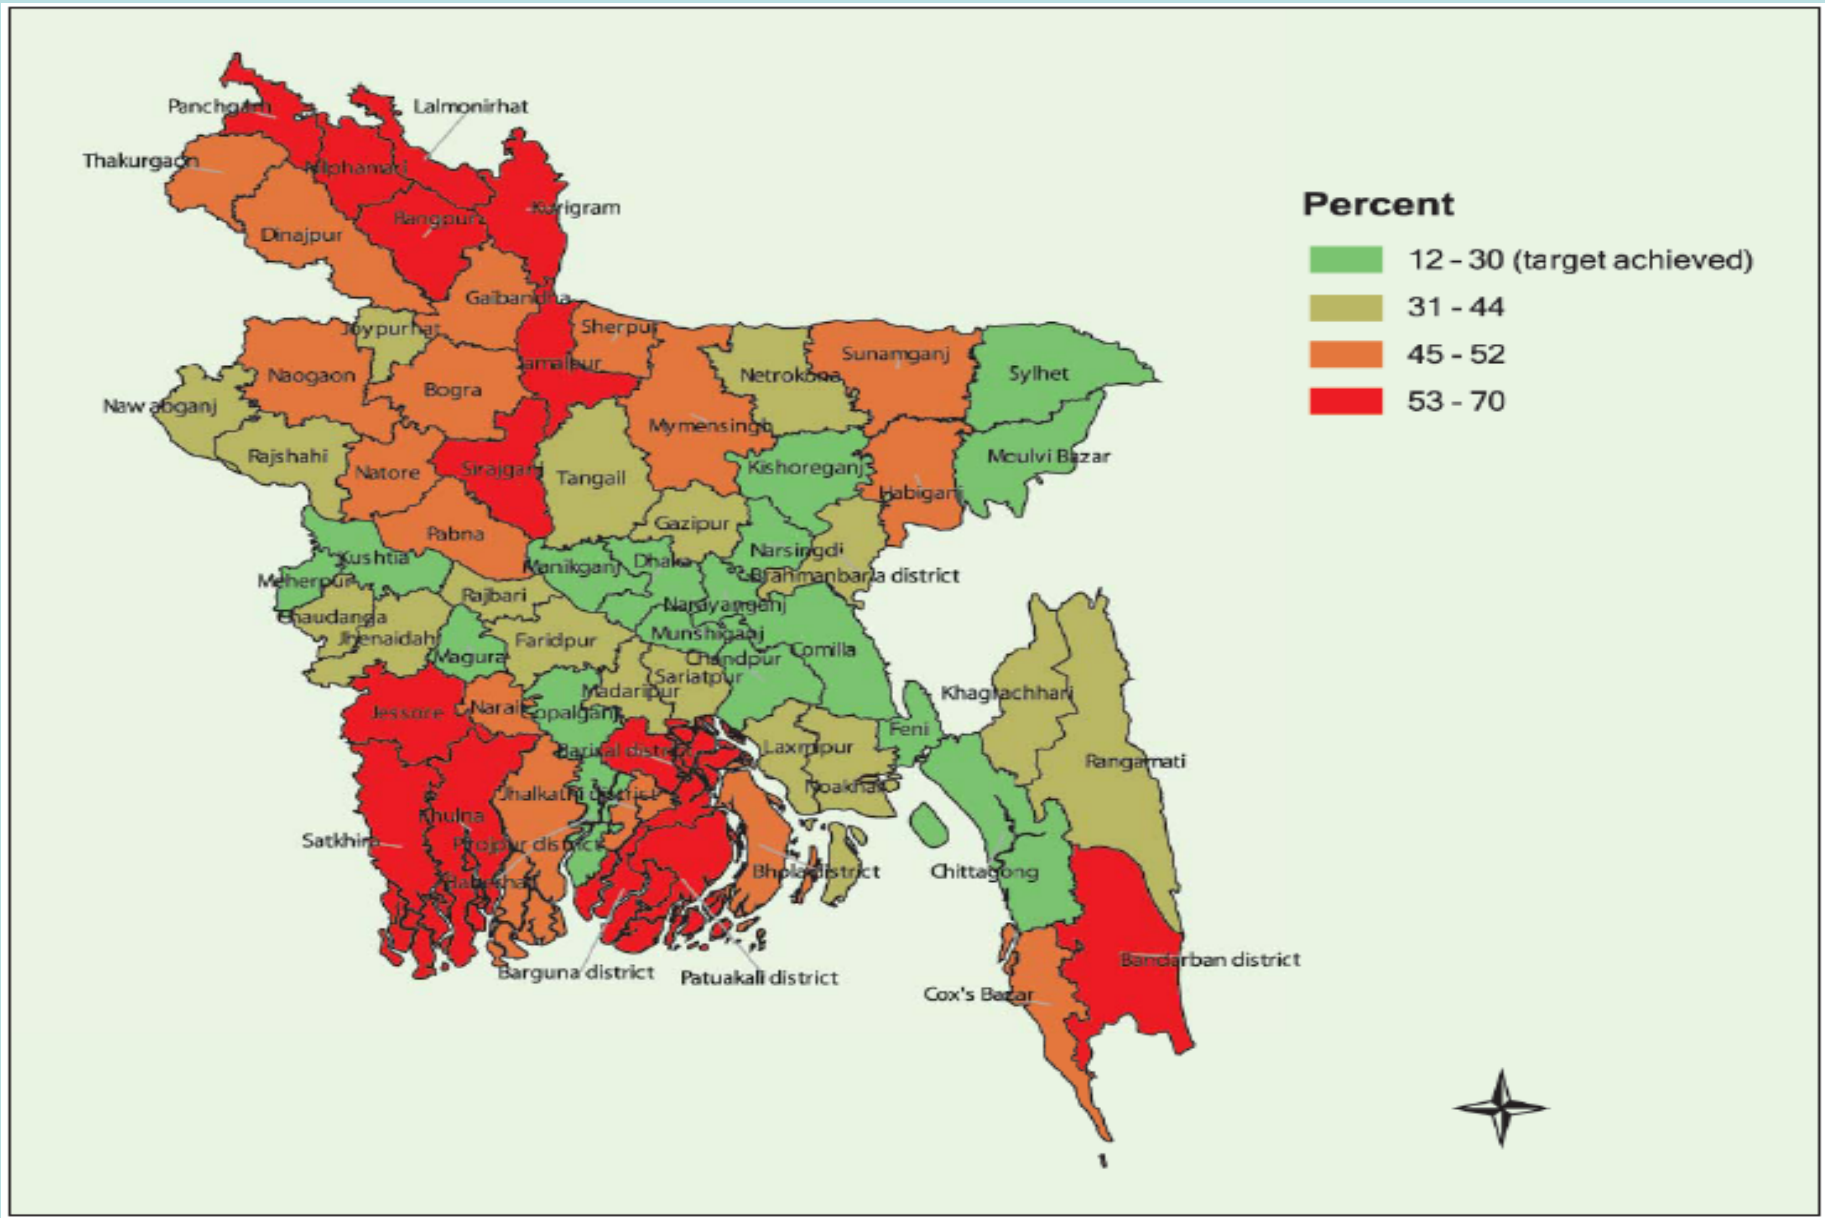 Panchgarh
Lalmonirhat
Thakurgaon
Nilphamari
Kurigram
Rangpur
Dinajpur
Gaibandha
Joypurhat
Sherpur
Jamalpur
Sunamganj
Sylhet
Naogaon
Bogra
Netrokona
Nawabganj
Mymensingh
Rajshahi
Natore
Sirajganj
Tangail
Kishoreganj
Moulvi Bazar
Habiganj
Pabna
Gazipur
Kushtia
Manikganj
Dhaka
Narsingdi
Meherpur
Brahmanbaria district
Rajbari
Narayanganj
Chaudanga
Jhenaidah
Faridpur
Munshiganj
Magura
Chandpur
Comilla
Sariatpur
Madaripur
Khagrachhari
Jessore
Narail
Gopalganj
Feni
Barisal district
Laxmipur
Rangamati
Jhalkathi district
Noakhali
Khulna
Satkhira
Pirojpur district
Bhola district
Chittagong
Barguna district
Patuakali district
Bandarban district
Cox's Bazar
Percent
12 - 30 (target achieved)
31 - 44
45 - 52
53 - 70